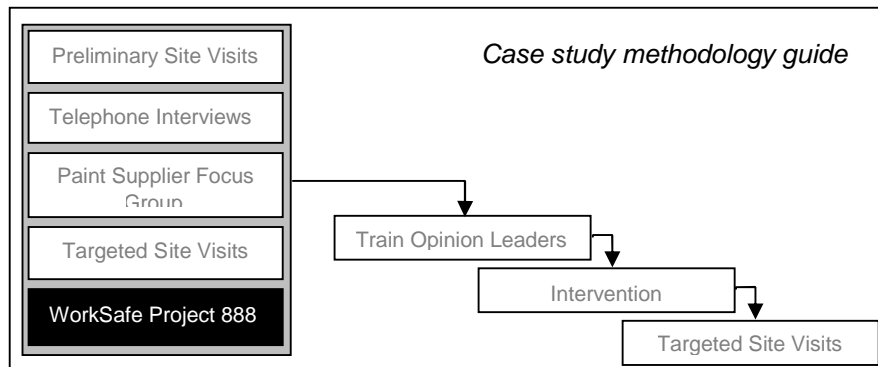 Case study methodology guide
Preliminary Site Visits
Telephone Interviews
Paint Supplier Focus
Group
Targeted Site Visits
WorkSafe Project 888
Train Opinion Leaders
Intervention
Targeted Site Visits